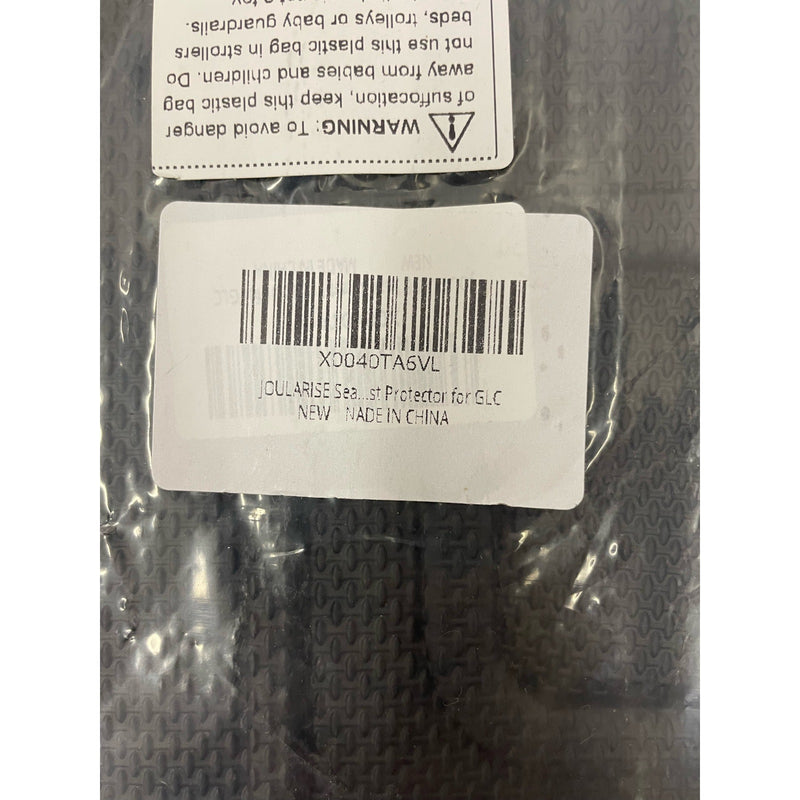 WARNING: To avoid danger
of suffocation, keep this plastic bag
away from babies and children. Do
not use this plastic bag in strollers
beds, trolleys or baby guardrails.
X0040TA6VL
JOULARISE Sea...st Protector for GLC
NEW NADE IN CHINA